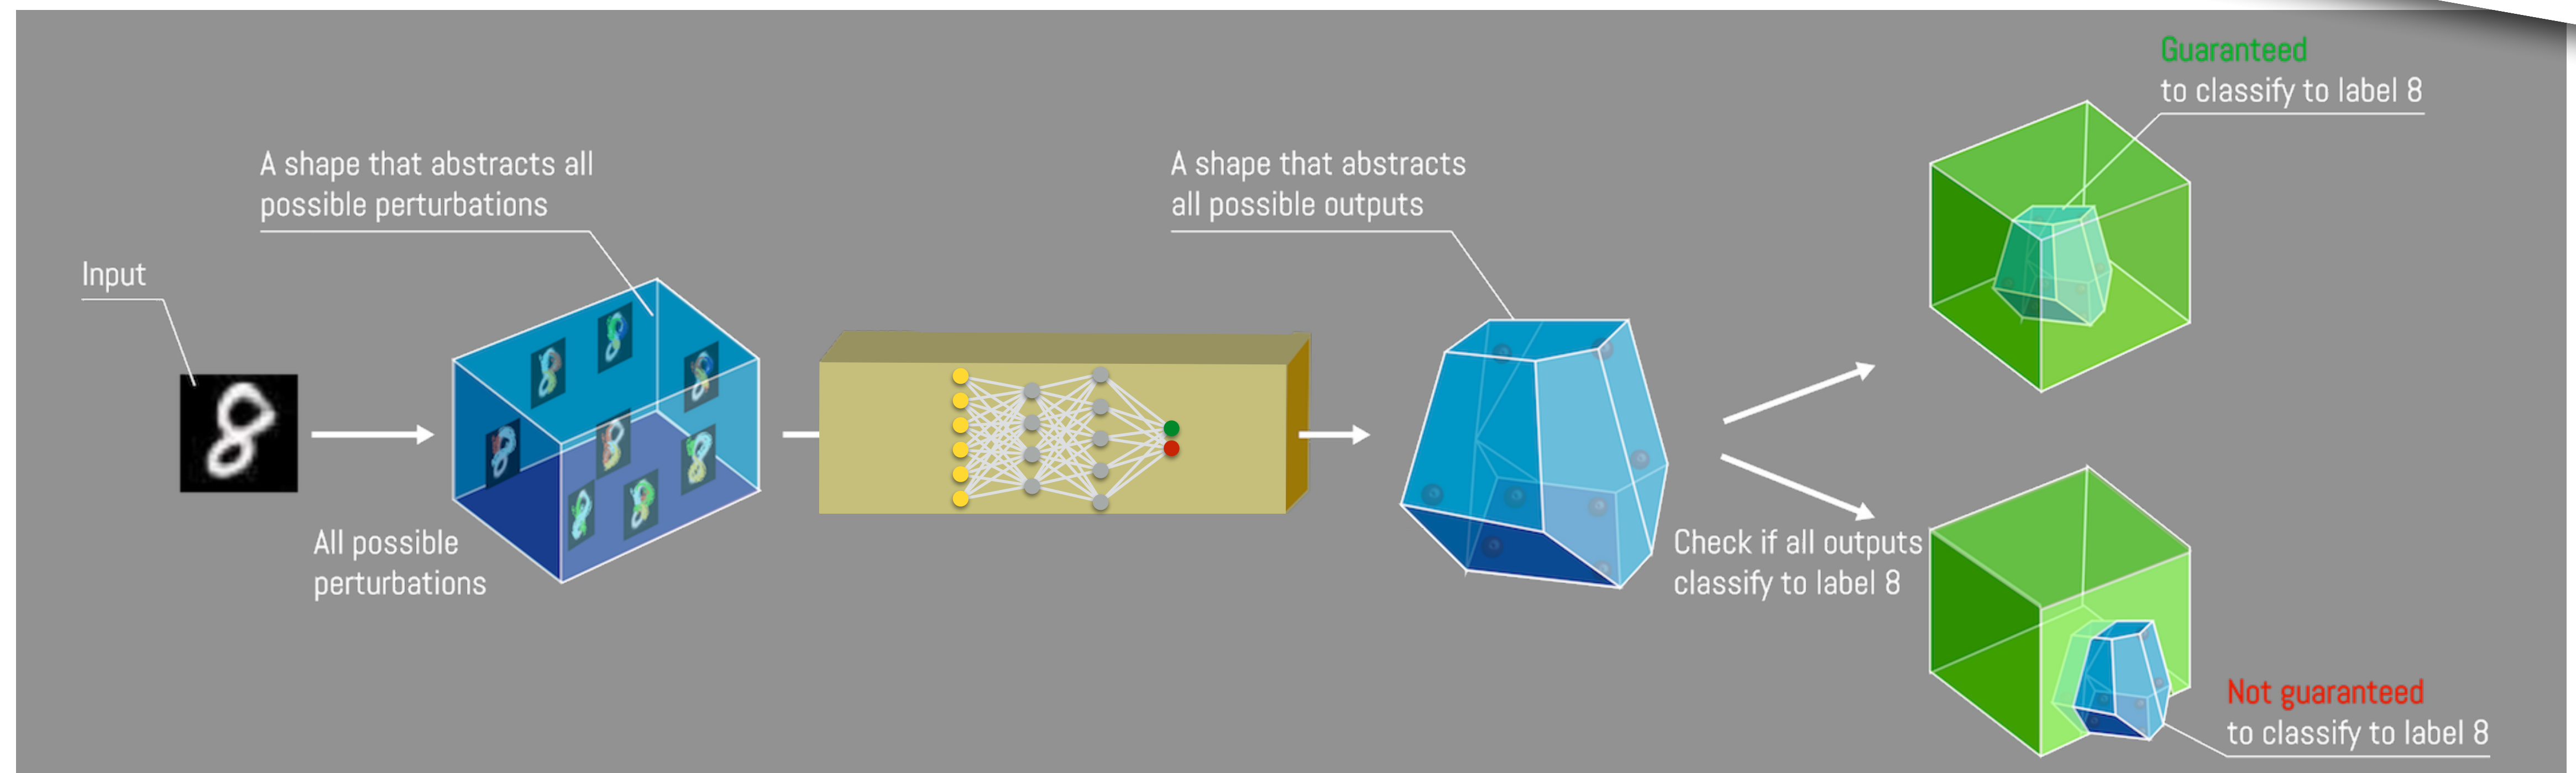 Input
A shape that abstracts all
possible perturbations
All possible
perturbations
A shape that abstracts
all possible outputs
Check if all outputs
classify to label 8
Guaranteed
to classify to label 8
Not guaranteed
to classify to label 8